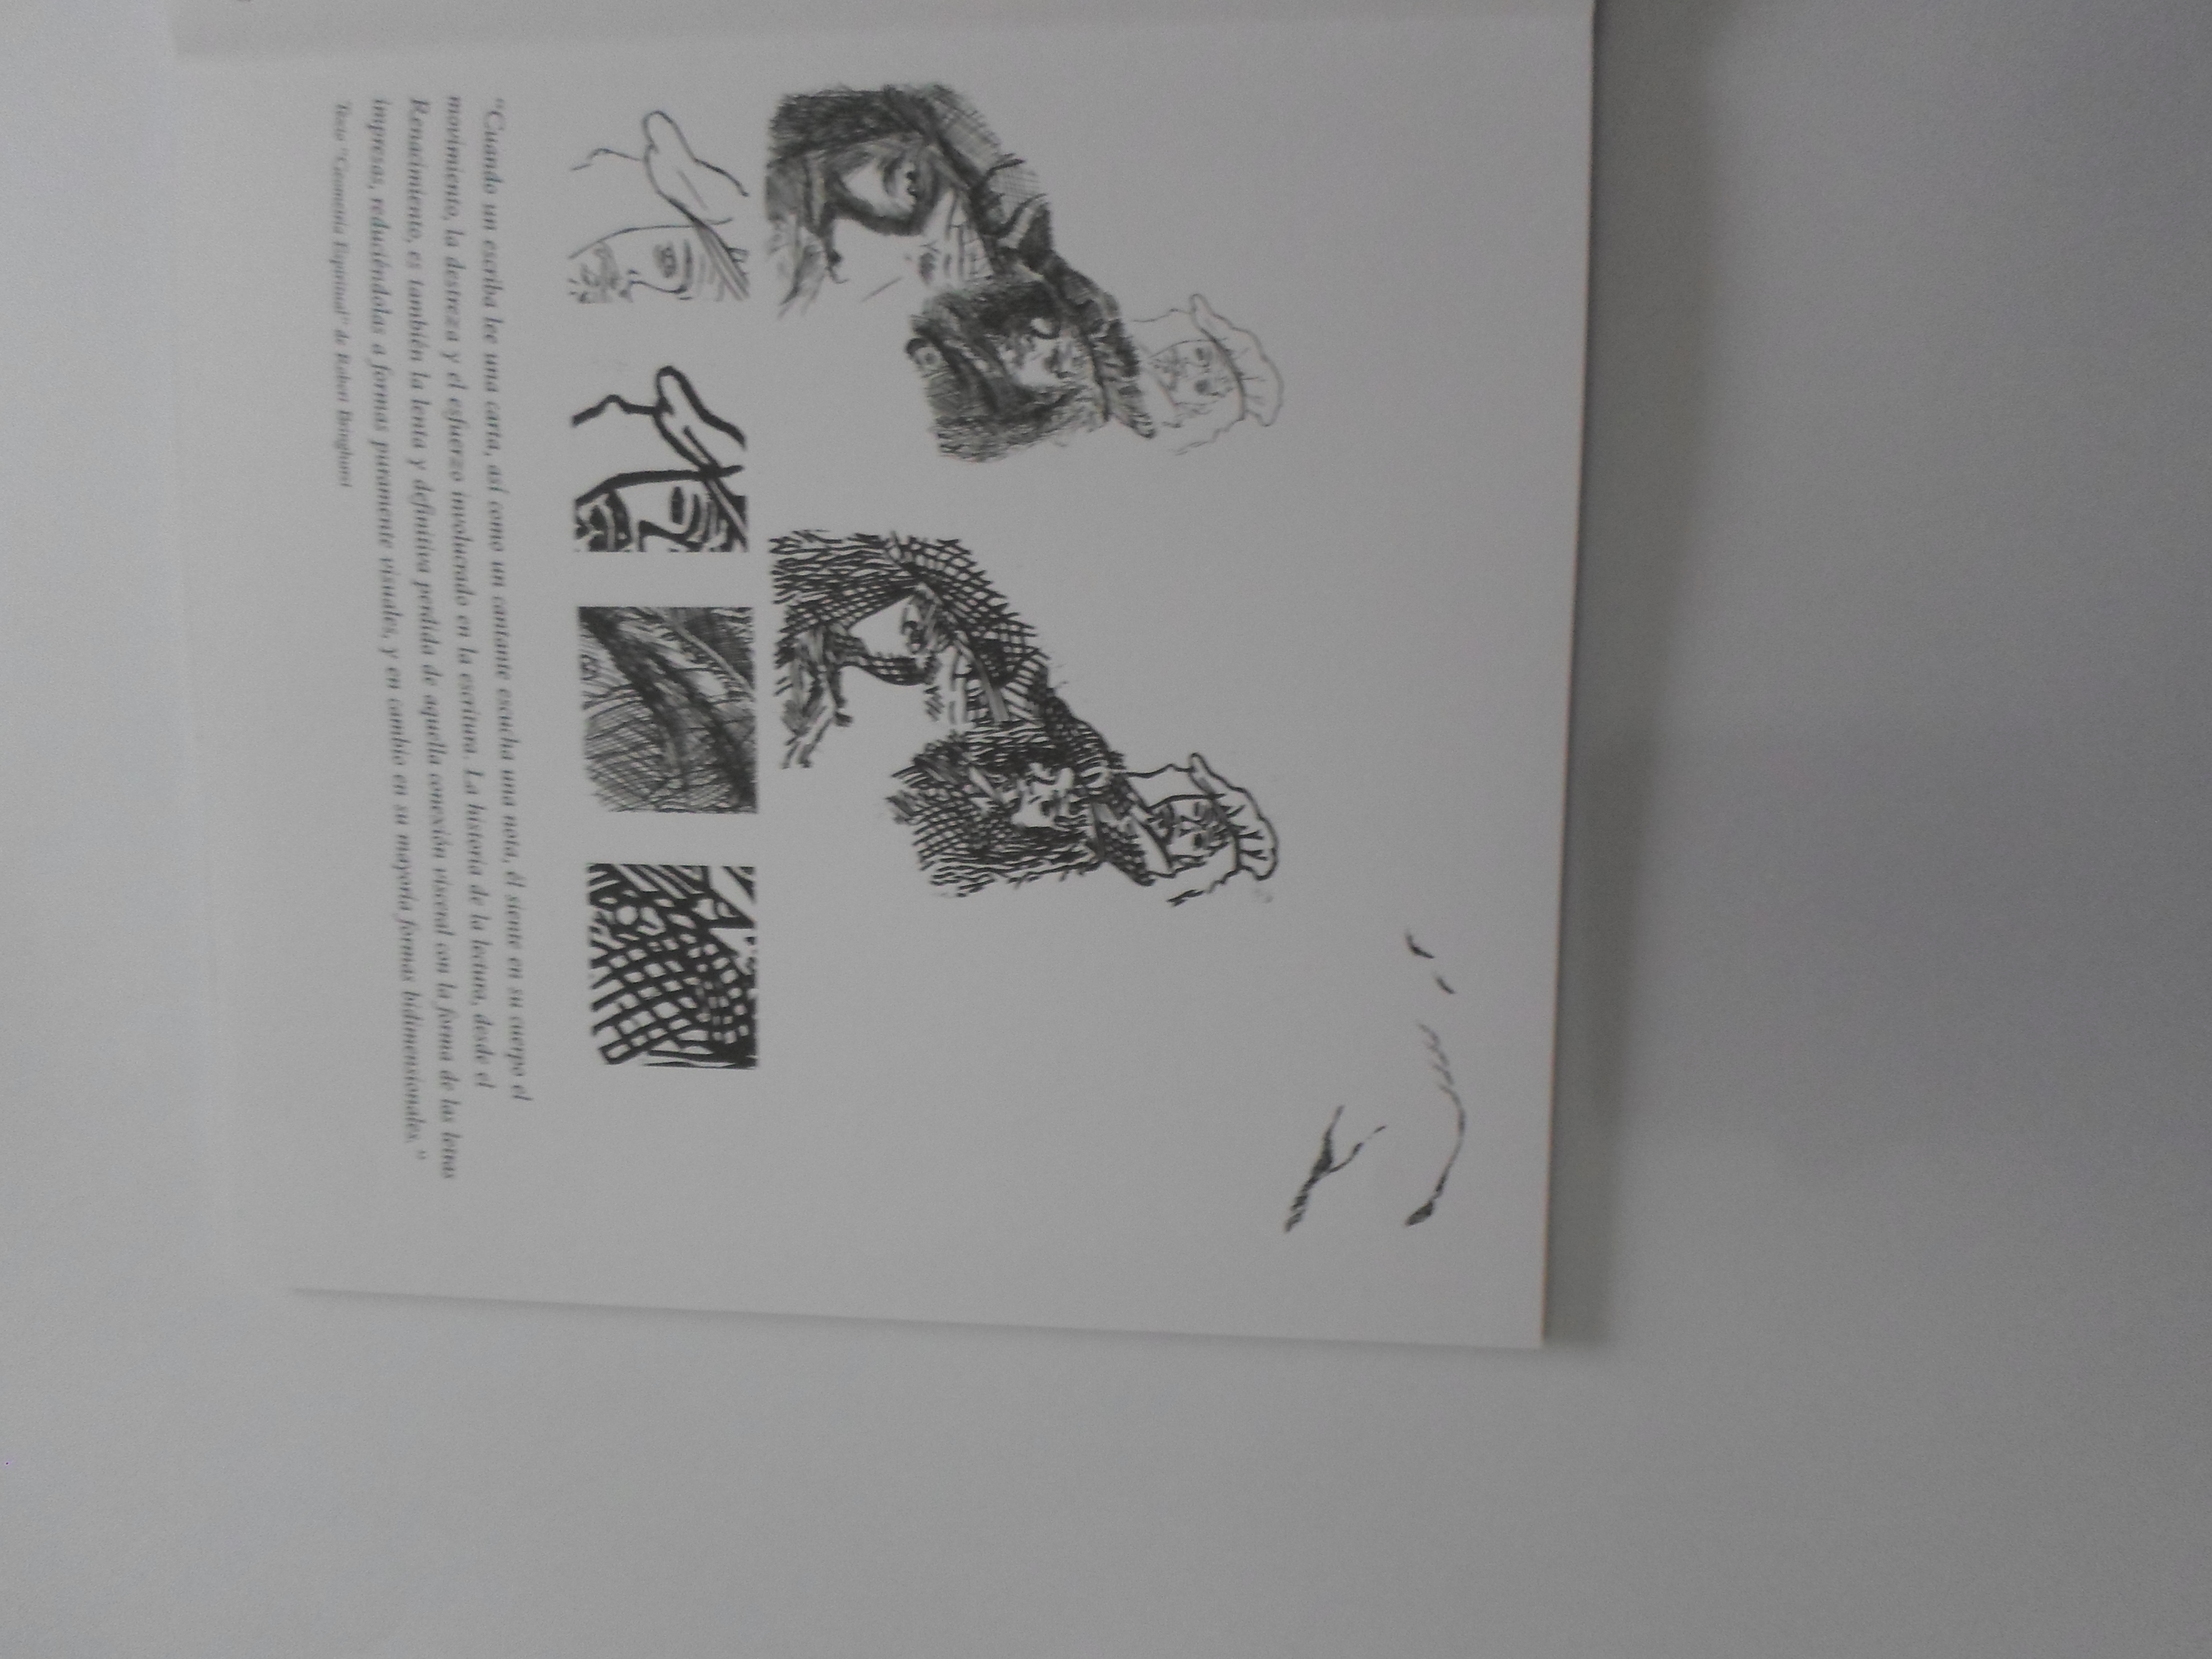 “Cuando un escriba lee una carta, así como un cantante escucha una nota, él siente en su cuerpo el
movimiento, la destreza y el esfuerzo involucrado en la escritura. La historia de la lectura, desde el
Renacimiento, es también la lenta y definitiva perdida de aquella conexión visceral con la forma de las letras
impresas, reduciéndolas a formas puramente visuales, y en cambio en su mayoría formas bidimensionales.”
Texto “Geometría Espiritual” de Robert Bringhurst